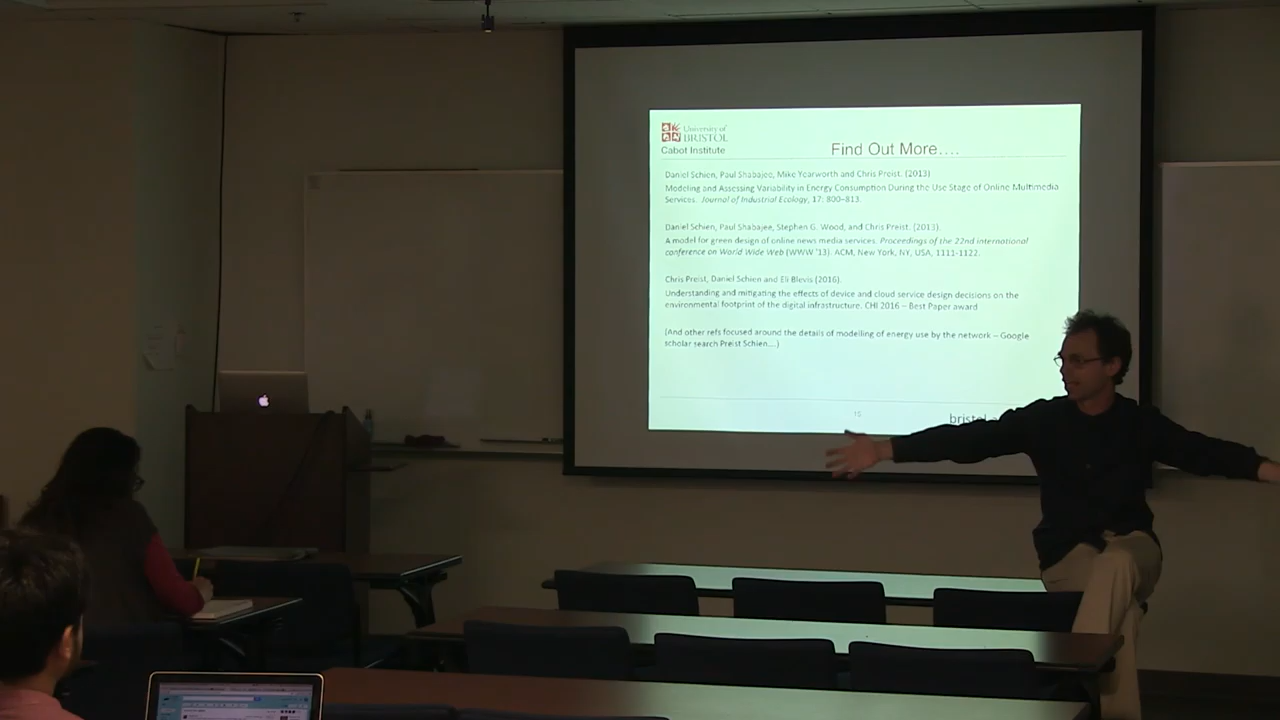 University of
BRISTOL
Cabot Institute
Find Out More....
Daniel Schien, Paul Shabajee, Mike Yearworth and Chris Preist. (2013)
Modeling and Assessing Variability in Energy Consumption During the Use Stage of Online Multimedia
Services. Journal of Industrial Ecology, 17: 800–813.
Daniel Schien, Paul Shabajee, Stephen G. Wood, and Chris Preist. (2013).
A model for green design of online news media services. Proceedings of the 22nd international
conference on World Wide Web (WWW '13). ACM, New York, NY, USA, 1111-1122.
Chris Preist, Daniel Schien and Eli Blevis (2016).
Understanding and mitigating the effects of device and cloud service design decisions on the
environmental footprint of the digital infrastructure. CHI 2016 – Best Paper award
(And other refs focused around the details of modelling of energy use by the network – Google
scholar search Preist Schien....)
15
bristol.a